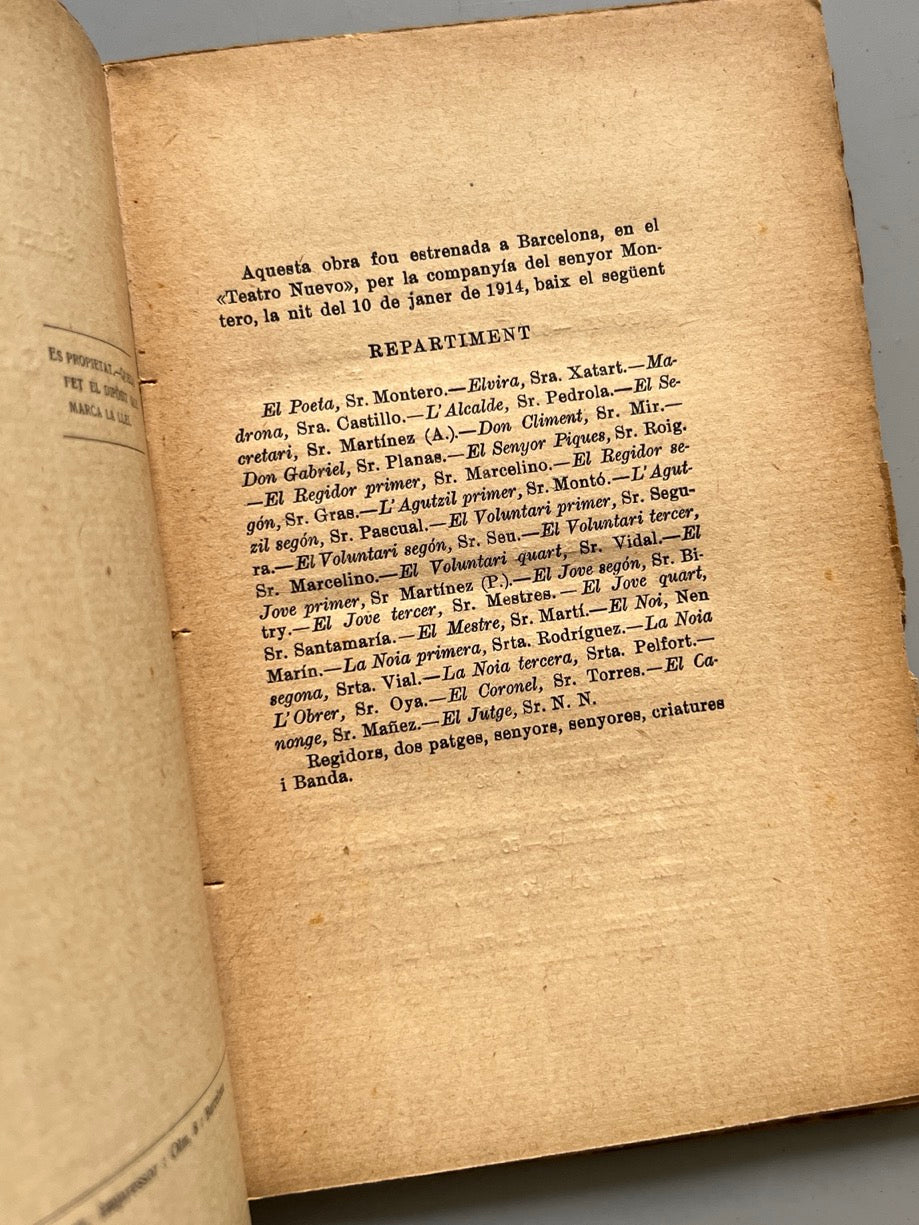 ES PROPIETAT.—QUEDA
FET EL DIPÒSIT QUE
MARCA LA LLEI.
impressor : Olm, 8 :
Aquesta obra fou estrenada a Barcelona, en el
«Teatro Nuevo», per la companyía del senyor Mon-
tero, la nit del 10 de janer de 1914, baix el següent
REPARTIMENT
El Poeta, Sr. Montero.—Elvira, Sra. Xatart.—Ma-
drona, Sra. Castillo.—L'Alcalde, Sr. Pedrola.—El Se-
cretari, Sr. Martínez (A.).—Don Climent, Sr. Mir.—
Don Gabriel, Sr. Planas.—El Senyor Piques, Sr. Roig.
—El Regidor primer, Sr. Marcelino.—El Regidor se-
gón, Sr. Gras.—L'Agutzil primer, Sr. Montó.—L'Agut-
zil segón, Sr. Pascual.—El Voluntari primer, Sr. Segu-
ra.—El Voluntari segón, Sr. Seu.—El Voluntari tercer,
Sr. Marcelino.—El Voluntari quart, Sr. Vidal.—El
Jove primer, Sr Martínez (P.).—El Jove segón, Sr. Bi-
try.—El Jove tercer, Sr. Mestres.—El Jove quart,
Sr. Santamaría.—El Mestre, Sr. Martí.—El Noi, Nen
Marín.—La Noia primera, Srta. Rodríguez.—La Noia
segona, Srta. Vial.—La Noia tercera, Srta. Pelfort.—
L'Obrer, Sr. Oya.—El Coronel, Sr. Torres.—El Ca-
nonge, Sr. Mañez.—El Jutge, Sr. N. N.
Regidors, dos patges, senyors, senyores, criatures
i Banda.